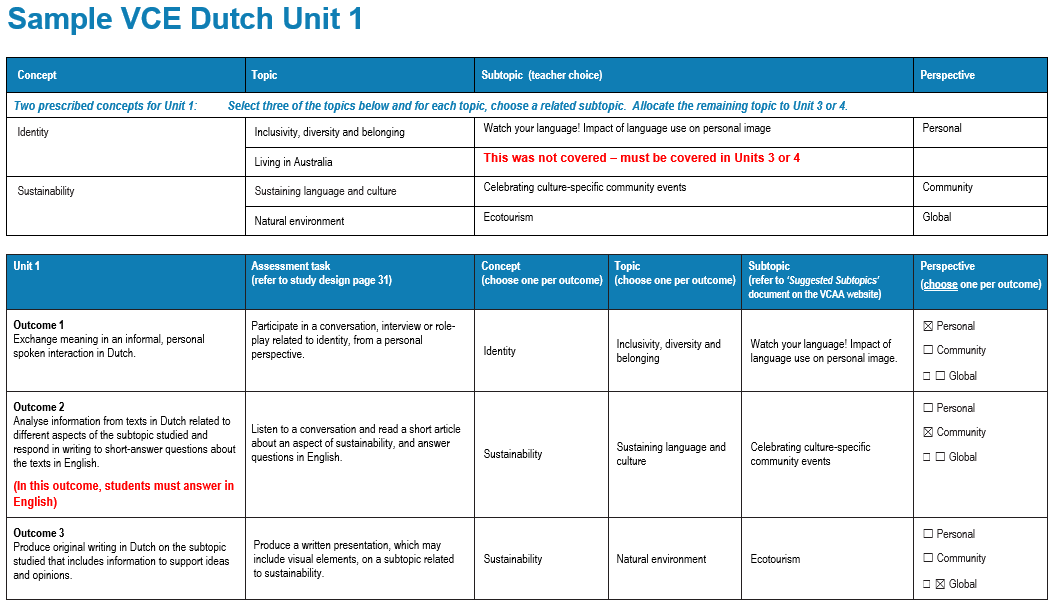 Sample VCE Dutch Unit 1
Concept Topic Subtopic (teacher choice) Perspective
Two prescribed concepts for Unit 1: Select three of the topics below and for each topic, choose a related subtopic. Allocate the remaining topic to Unit 3 or 4.
Identity Inclusivity, diversity and belonging Watch your language! Impact of language use on personal image Personal
Living in Australia This was not covered – must be covered in Units 3 or 4
Sustainability Sustaining language and culture Celebrating culture-specific community events Community
Natural environment Ecotourism Global
Unit 1
Assessment task
(refer to study design page 31)
Concept
(choose one per outcome)
Topic
(choose one per outcome)
Subtopic
(refer to ‘Suggested Subtopics’
document on the VCAA website)
Perspective
(choose one per outcome)
Outcome 1
Exchange meaning in an informal, personal
spoken interaction in Dutch.
Participate in a conversation, interview or role-
play related to identity, from a personal
perspective.
Identity
Inclusivity, diversity and
belonging
Watch your language! Impact of
language use on personal image.
☒ Personal
☐ Community
☐ ☐ Global
Outcome 2
Analyse information from texts in Dutch related to
different aspects of the subtopic studied and
respond in writing to short-answer questions about
the texts in English.
(In this outcome, students must answer in
English)
Listen to a conversation and read a short article
about an aspect of sustainability, and answer
questions in English.
Sustainability
Sustaining language and
culture
Celebrating culture-specific
community events
☐ Personal
☒ Community
☐ ☐ Global
Outcome 3
Produce original writing in Dutch on the subtopic
studied that includes information to support ideas
and opinions.
Produce a written presentation, which may
include visual elements, on a subtopic related
to sustainability.
Sustainability
Natural environment
Ecotourism
☐ Personal
☐ Community
☐ ☒ Global